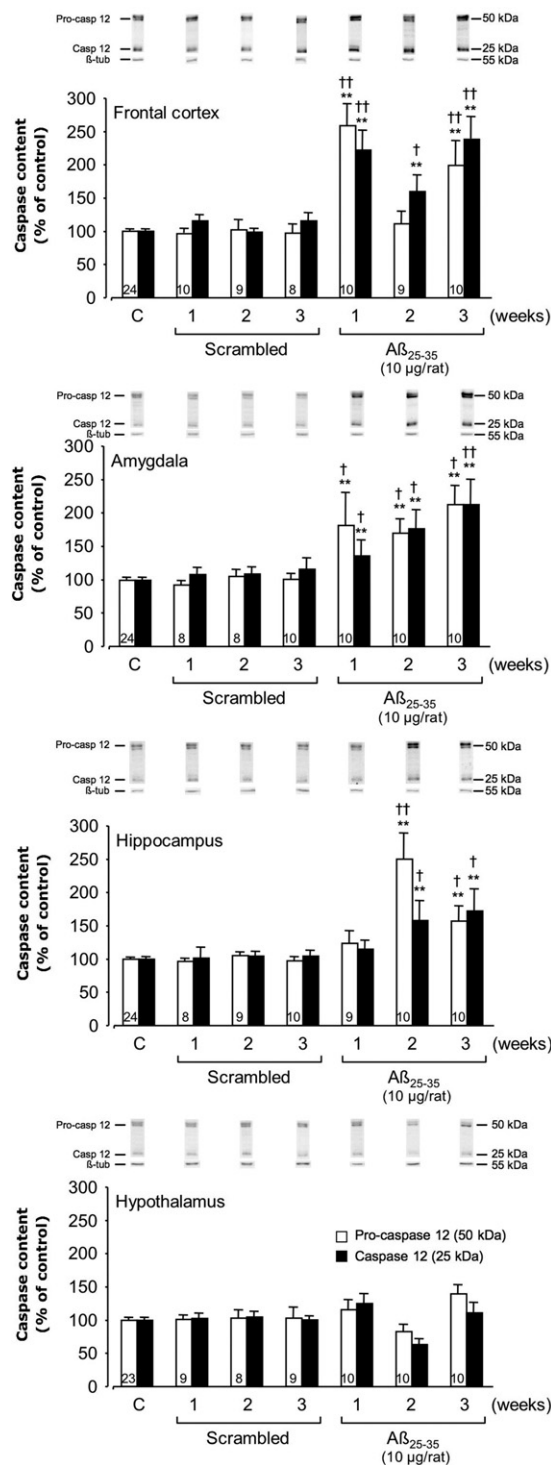 Pro-casp 12 50 kDa
Casp 12 25 kDa
ß-tub 55 kDa
Frontal cortex
Caspase content
(% of control)
300
250
200
150
100
50
0
†† ** †† ** † ** †† ** †† **
24 10 9 8 10 9 10
C 1 2 3 1 2 3 (weeks)
Scrambled Aß25-35
(10 µg/rat)
Pro-casp 12 50 kDa
Casp 12 25 kDa
ß-tub 55 kDa
Amygdala
Caspase content
(% of control)
300
250
200
150
100
50
0
† ** † ** † ** † ** † ** †† **
24 8 8 10 10 10 10
C 1 2 3 1 2 3 (weeks)
Scrambled Aß25-35
(10 µg/rat)
Pro-casp 12 50 kDa
Casp 12 25 kDa
ß-tub 55 kDa
Hippocampus
Caspase content
(% of control)
300
250
200
150
100
50
0
†† ** † ** † ** † **
24 8 9 10 9 10 10
C 1 2 3 1 2 3 (weeks)
Scrambled Aß25-35
(10 µg/rat)
Pro-casp 12 50 kDa
Casp 12 25 kDa
ß-tub 55 kDa
Hypothalamus
Pro-caspase 12 (50 kDa)
Caspase 12 (25 kDa)
Caspase content
(% of control)
300
250
200
150
100
50
0
23 9 8 9 10 10 10
C 1 2 3 1 2 3 (weeks)
Scrambled Aß25-35
(10 µg/rat)